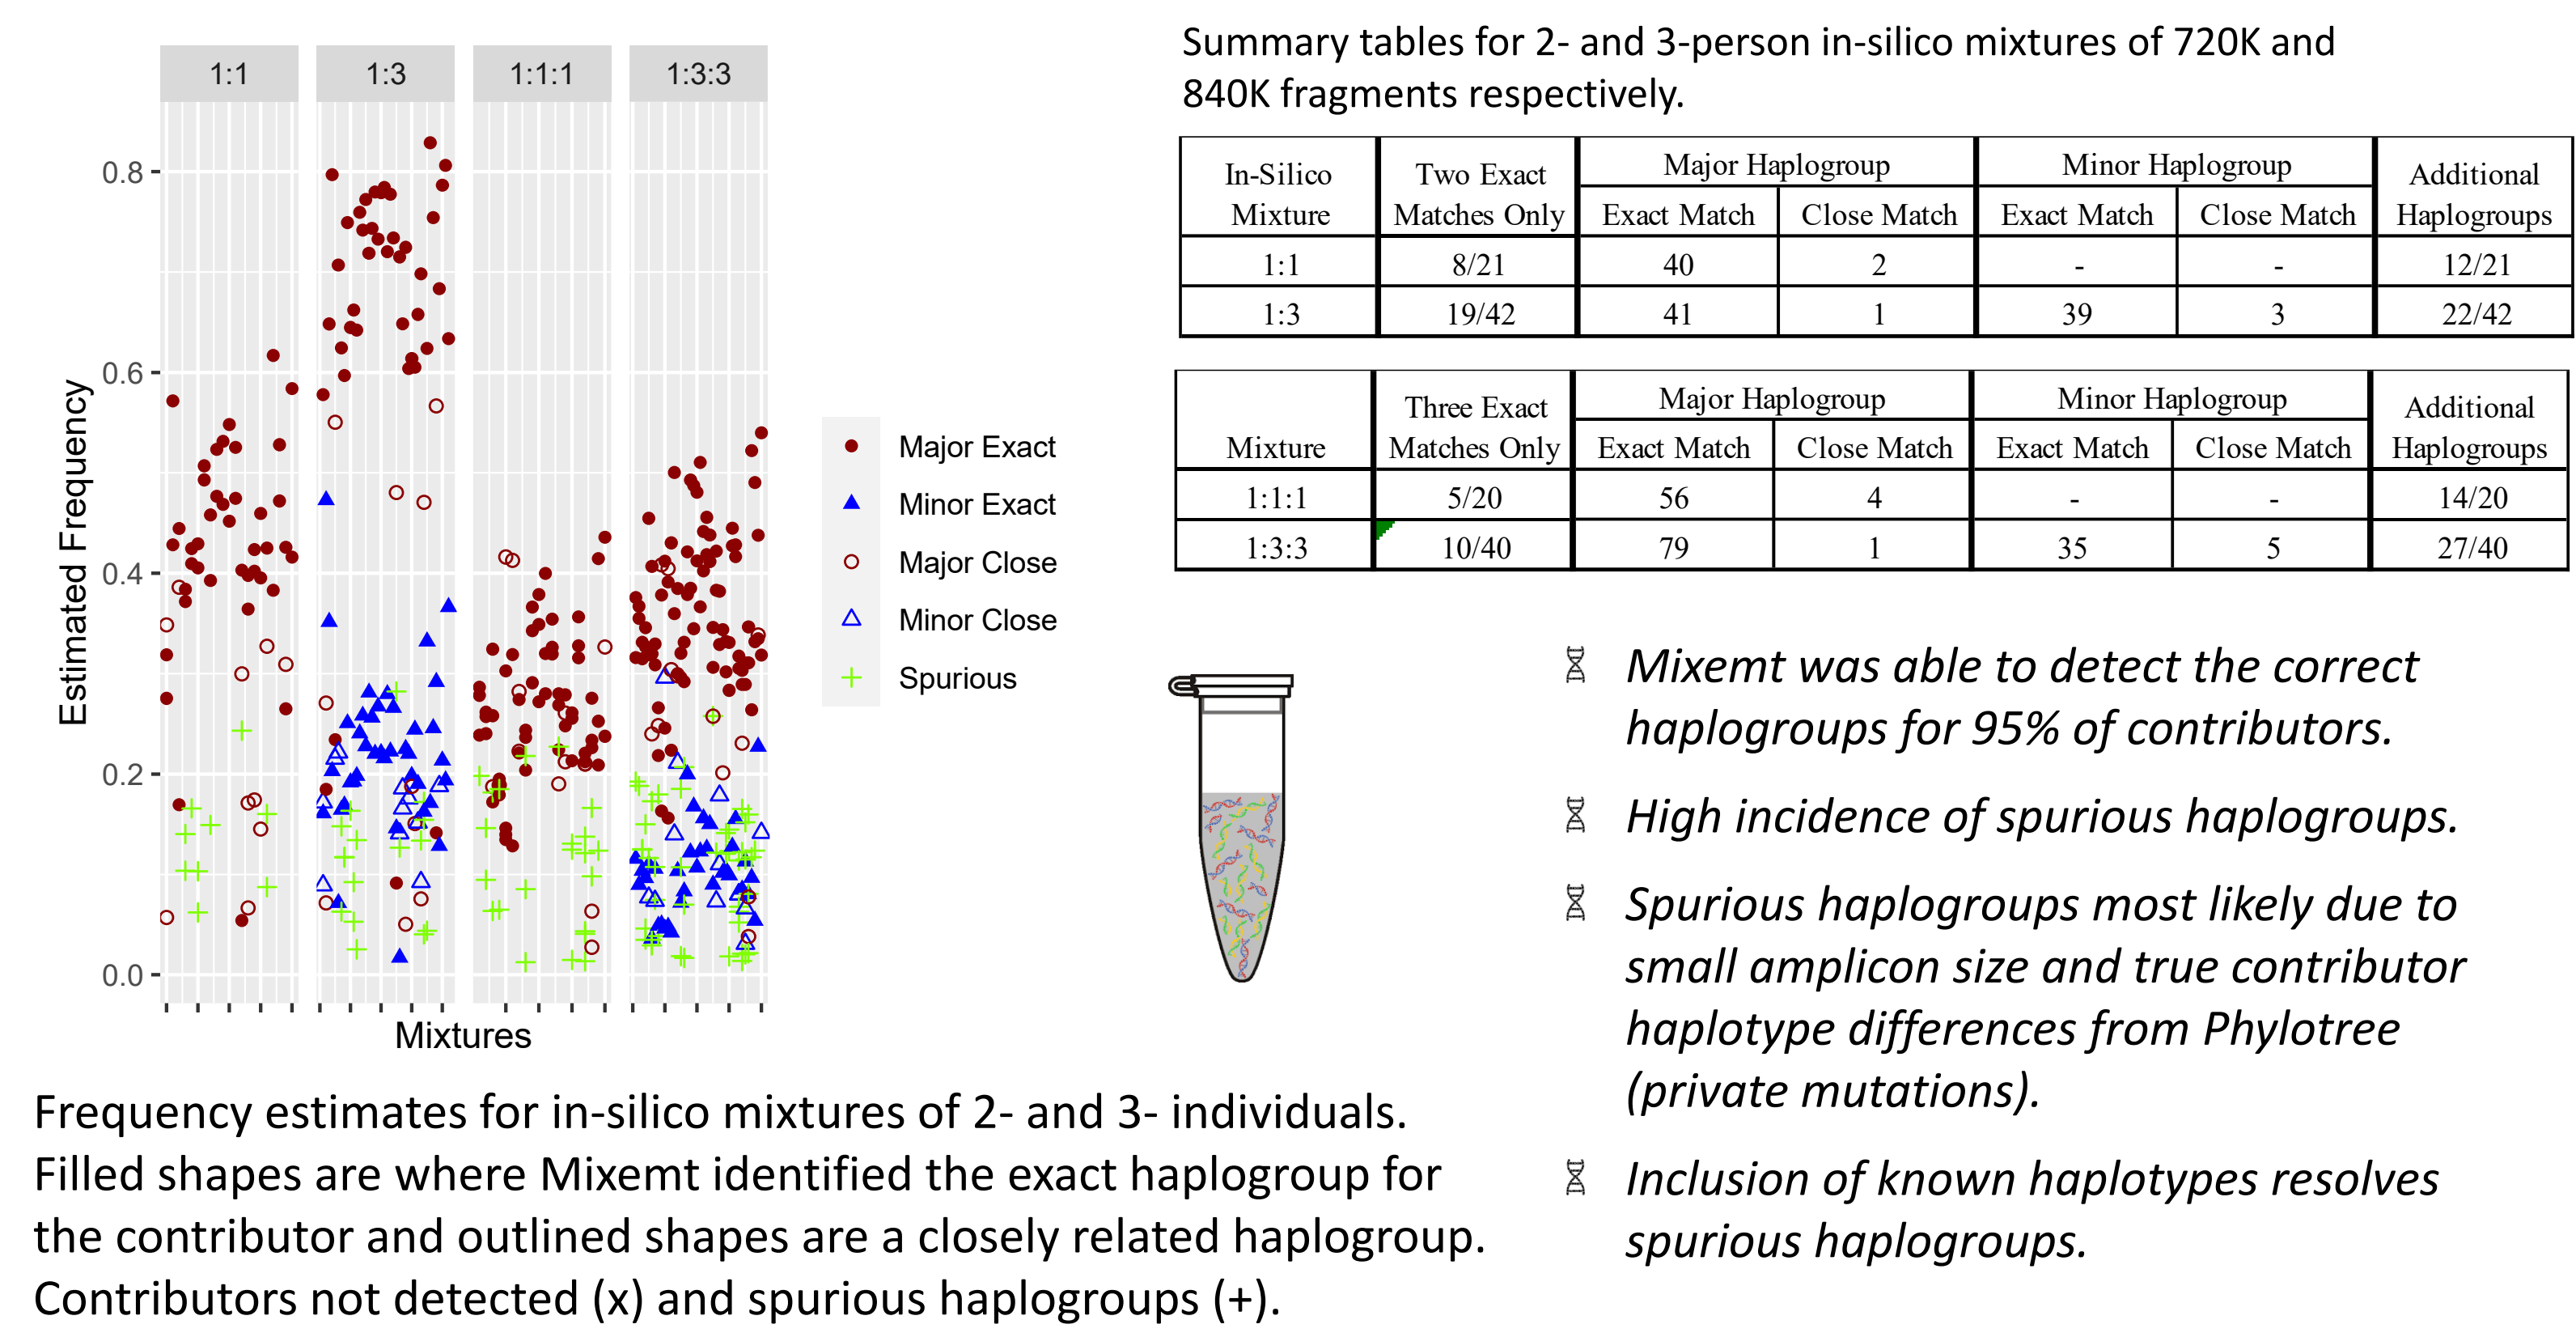 1:1 1:3 1:1:1 1:3:3
0.8
0.6
0.4
0.2
0.0
Estimated Frequency
Mixtures
Major Exact
Minor Exact
Major Close
Minor Close
Spurious
Frequency estimates for in-silico mixtures of 2- and 3- individuals.
Filled shapes are where Mixemt identified the exact haplogroup for
the contributor and outlined shapes are a closely related haplogroup.
Contributors not detected (x) and spurious haplogroups (+).
Summary tables for 2- and 3-person in-silico mixtures of 720K and
840K fragments respectively.
In-Silico Mixture Two Exact Matches Only Major Haplogroup Minor Haplogroup Additional Haplogroups
Exact Match Close Match Exact Match Close Match
1:1 8/21 40 2 - - 12/21
1:3 19/42 41 1 39 3 22/42
Mixture Three Exact Matches Only Major Haplogroup Minor Haplogroup Additional Haplogroups
Exact Match Close Match Exact Match Close Match
1:1:1 5/20 56 4 - - 14/20
1:3:3 10/40 79 1 35 5 27/40
Mixemt was able to detect the correct
haplogroups for 95% of contributors.
High incidence of spurious haplogroups.
Spurious haplogroups most likely due to
small amplicon size and true contributor
haplotype differences from Phylotree
(private mutations).
Inclusion of known haplotypes resolves
spurious haplogroups.